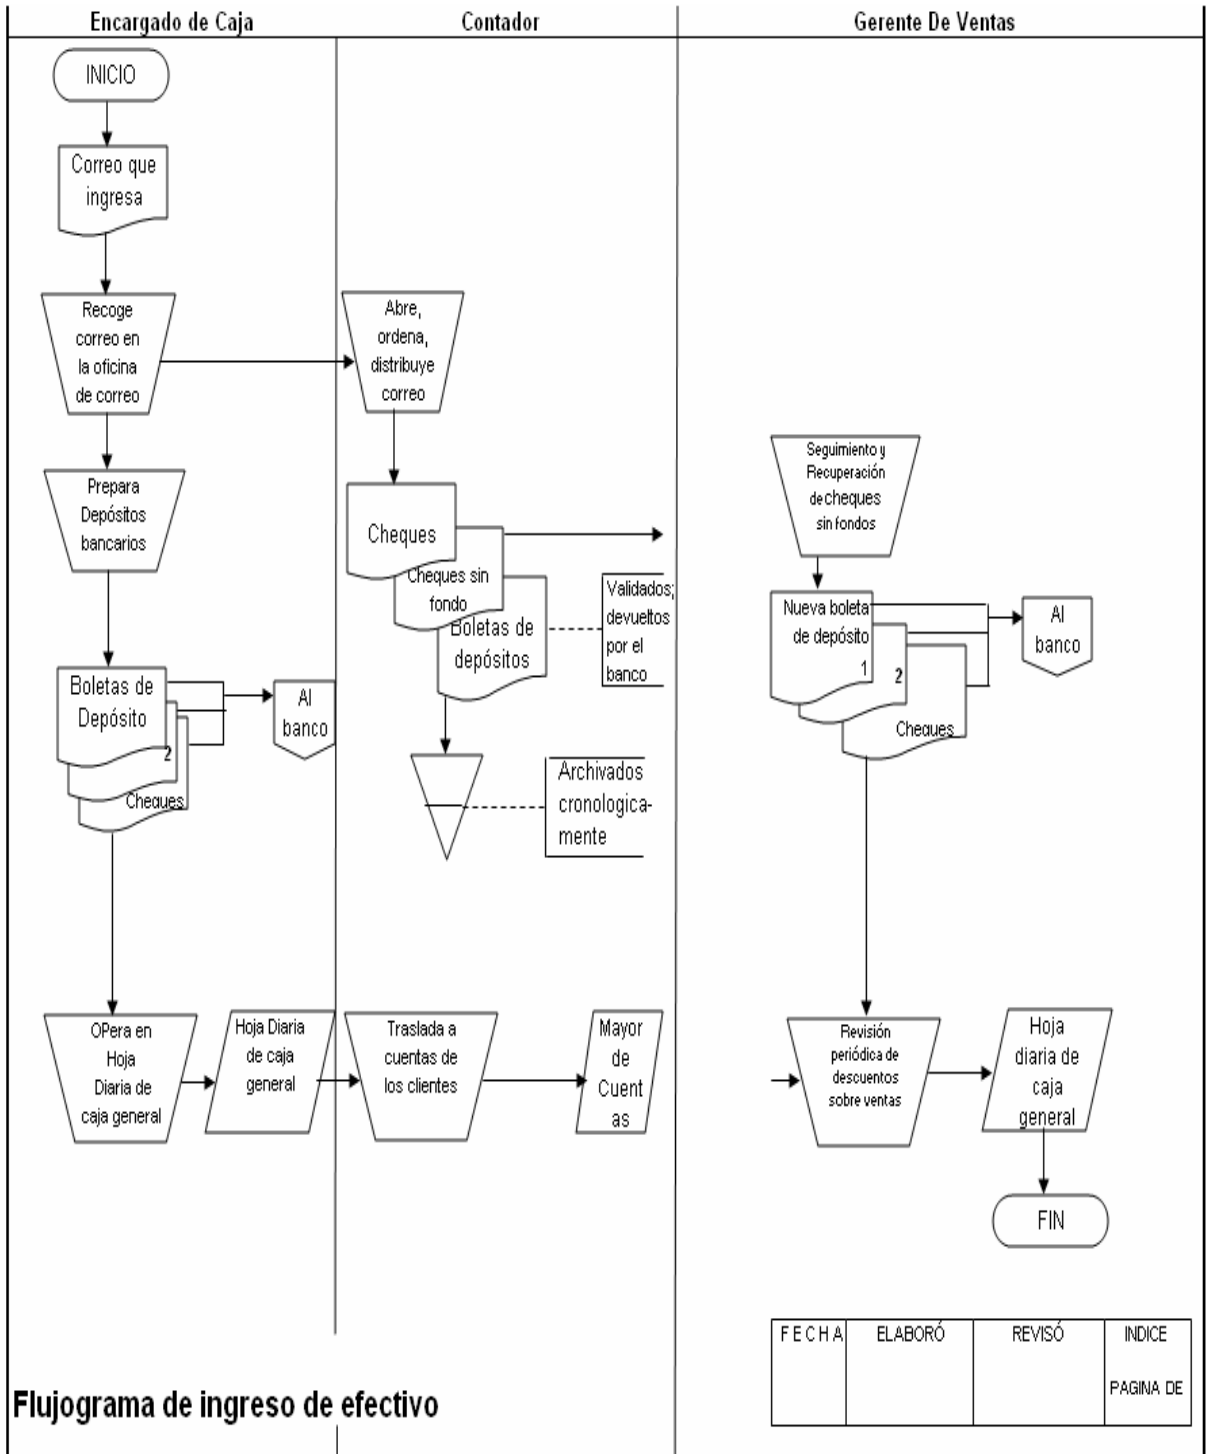 Encargado de Caja
Contador
Gerente De Ventas
INICIO
Correo que
ingresa
Recoge
correo en
la oficina
de correo
Prepara
Depósitos
bancarios
Boletas de
Depósito
2
Cheques
Al
banco
OPera en
Hoja
Diaria de
caja general
Hoja Diaria
de caja
general
Abre,
ordena,
distribuye
correo
Cheques
Cheques sin
fondo
Boletas de
depósitos
Validados;
devueltos
por el
banco
Archivados
cronologica-
mente
Traslada a
cuentas de
los clientes
Mayor
de
Cuent
as
Seguimiento y
Recuperación
de cheques
sin fondos
Nueva boleta
de depósito
1
2
Cheques
Al
banco
Revisión
periódica de
descuentos
sobre ventas
Hoja
diaria de
caja
general
FIN
FECHA
ELABORÓ
REVISÓ
INDICE
PAGINA DE
Flujograma de ingreso de efectivo